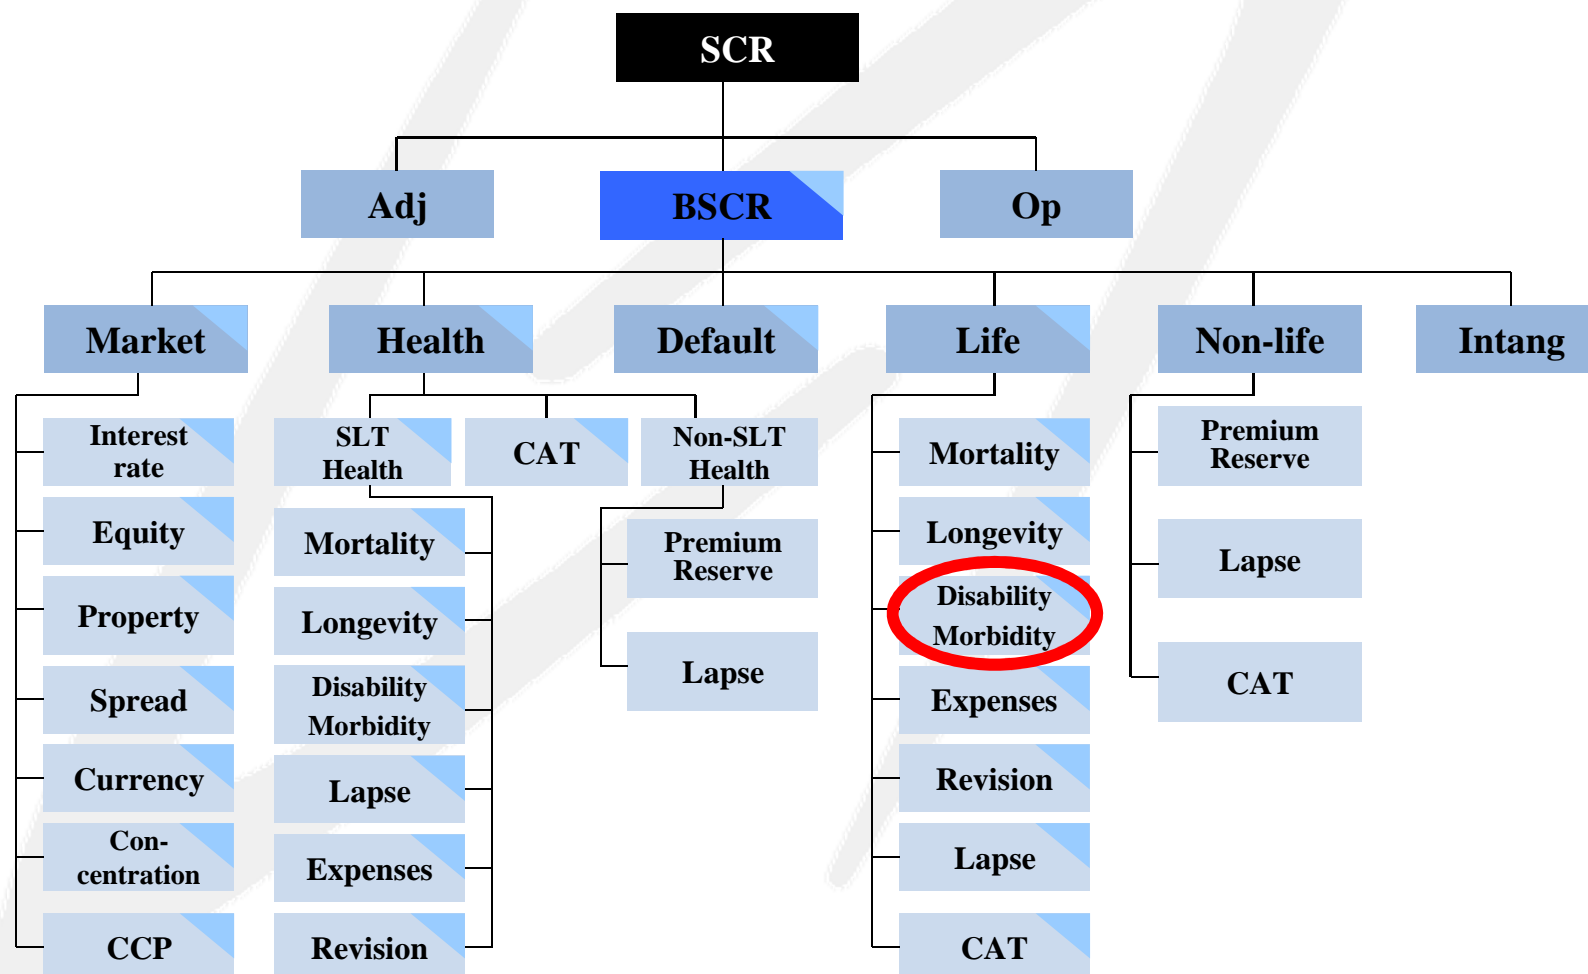 SCR
Adj
BSCR
Op
Market
Health
Default
Life
Non-life
Intang
Interest
rate
Equity
Property
Spread
Currency
Con-
centration
CCP
SLT
Health
Mortality
Longevity
Disability
Morbidity
Lapse
Expenses
Revision
CAT
Non-SLT
Health
Premium
Reserve
Lapse
Mortality
Longevity
Disability
Morbidity
Expenses
Revision
Lapse
CAT
Premium
Reserve
Lapse
CAT